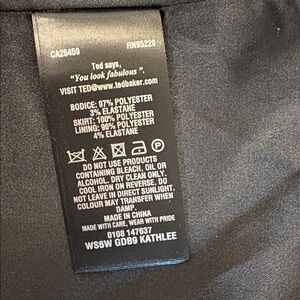 CA25459 RN95229
Ted says,
"You look fabulous".
VISIT TED@www.tedbaker.com
BODICE: 97% POLYESTER
3% ELASTANE
SKIRT: 100% POLYESTER
LINING: 96% POLYESTER
4% ELASTANE
DO NOT USE PRODUCTS
CONTAINING BLEACH, OIL OR
ALCOHOL. DRY CLEAN ONLY.
COOL IRON ON REVERSE. DO
NOT LEAVE IN DIRECT SUNLIGHT.
COLOUR MAY TRANSFER WHEN
DAMP.
MADE IN CHINA
MADE WITH CARE, WEAR WITH PRIDE
0108 147637
WS6W GDB9 KATHLEE